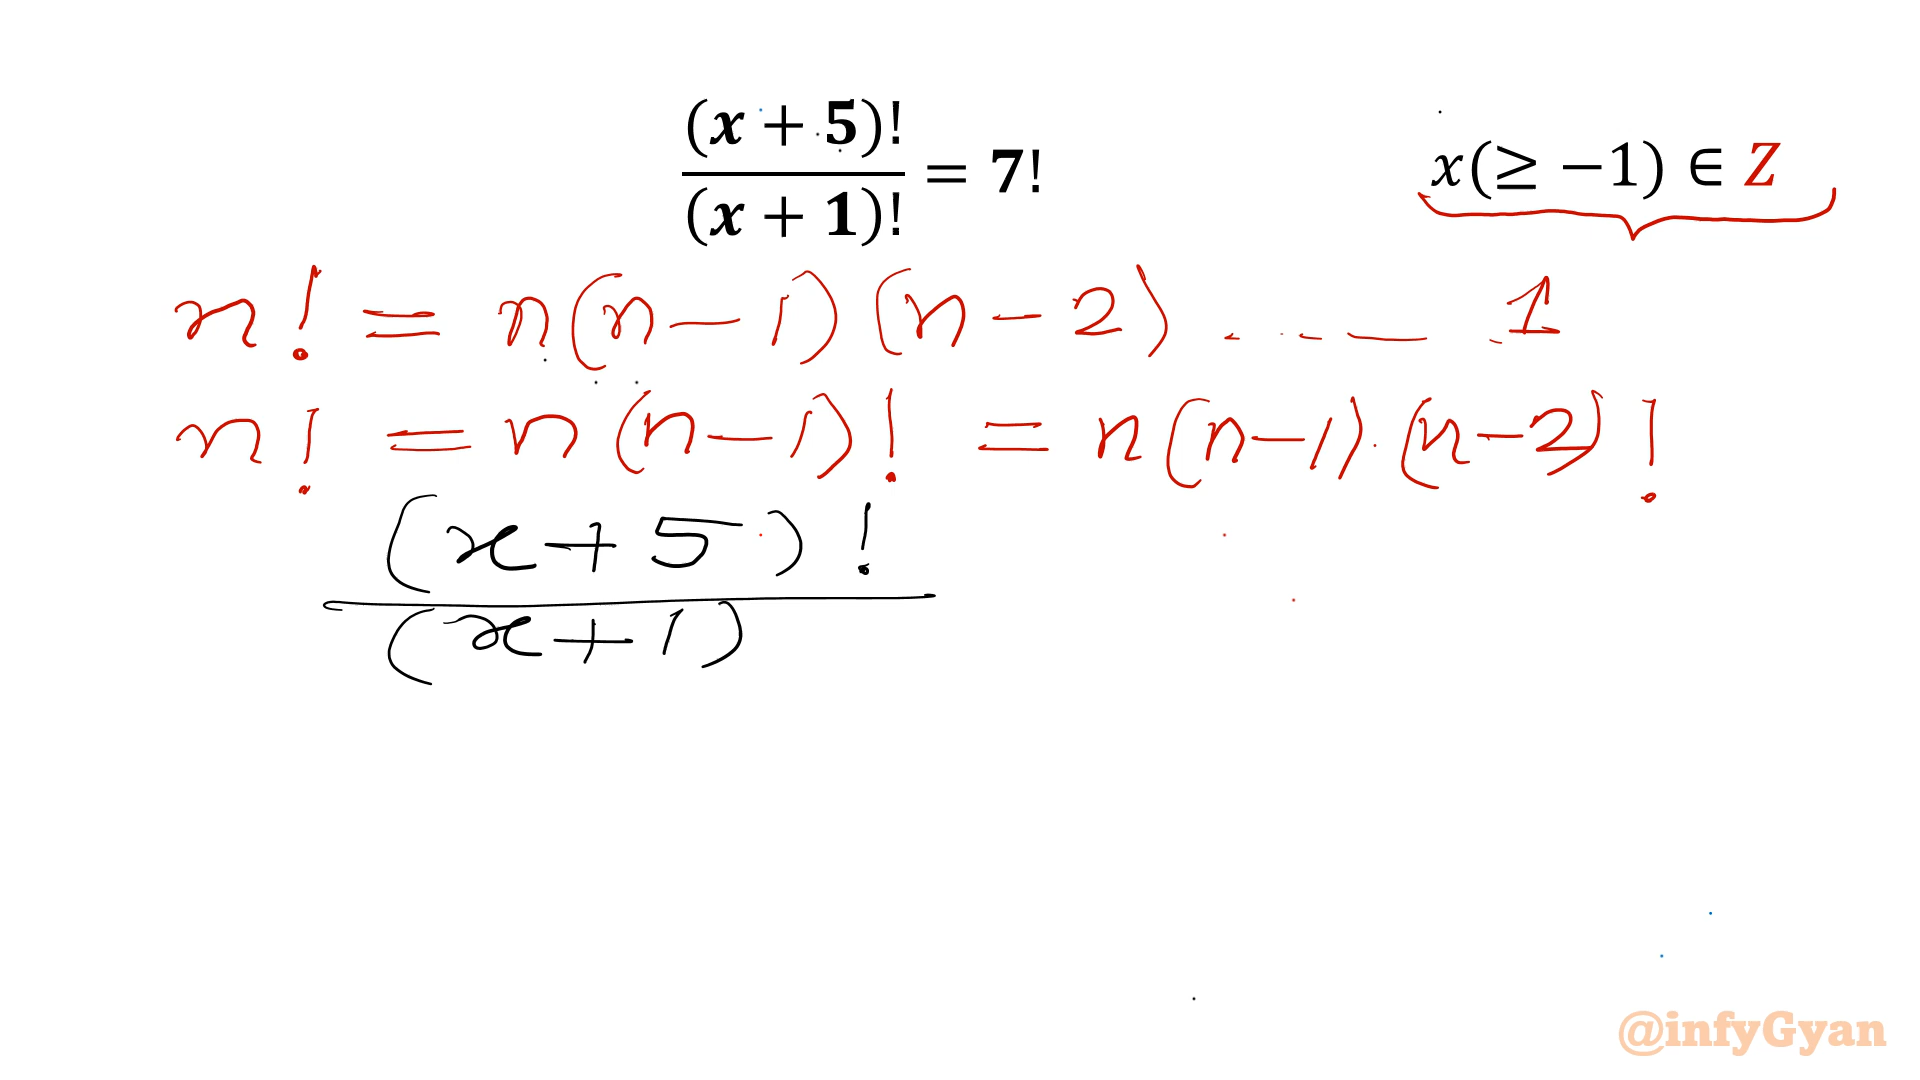 (x + 5)!
(x + 1)! = 7!
x(≥ −1) ∈ Z
n! = n(n−1)(n−2) ..... 1
n! = n(n−1)! = n(n−1).(n−2)!
(x+5)!
(x+1)
@infyGyan